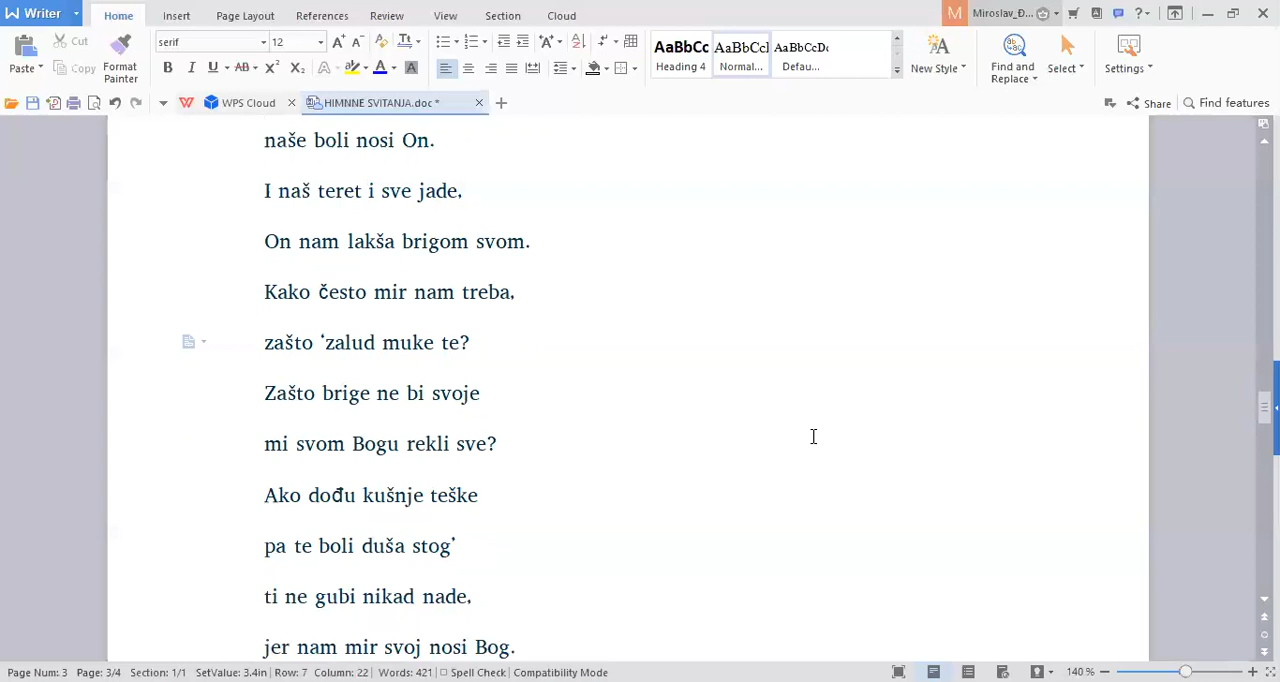 Writer
Home
Insert
Page Layout
References
Review
View
Section
Cloud
M
Miroslav_Đ...
Paste
Cut
Copy
Format
Painter
serif
12
B I U AB X² X₂ A A A
AaBbCc
Heading 4
AaBbCcl
Normal...
AaBbCcDc
Defau...
New Style
Find and
Replace
Select
Settings
WPS Cloud
HIMNNE SVITANJA.doc *
Share
Find features
naše boli nosi On.
I naš teret i sve jade,
On nam lakša brigom svom.
Kako često mir nam treba,
zašto ‘zalud muke te?
Zašto brige ne bi svoje
mi svom Bogu rekli sve?
Ako dođu kušnje teške
pa te boli duša stog’
ti ne gubi nikad nade,
jer nam mir svoj nosi Bog.
Page Num: 3 Page: 3/4 Section: 1/1 SetValue: 3.4in Row: 7 Column: 22 Words: 421 Spell Check Compatibility Mode
140 %